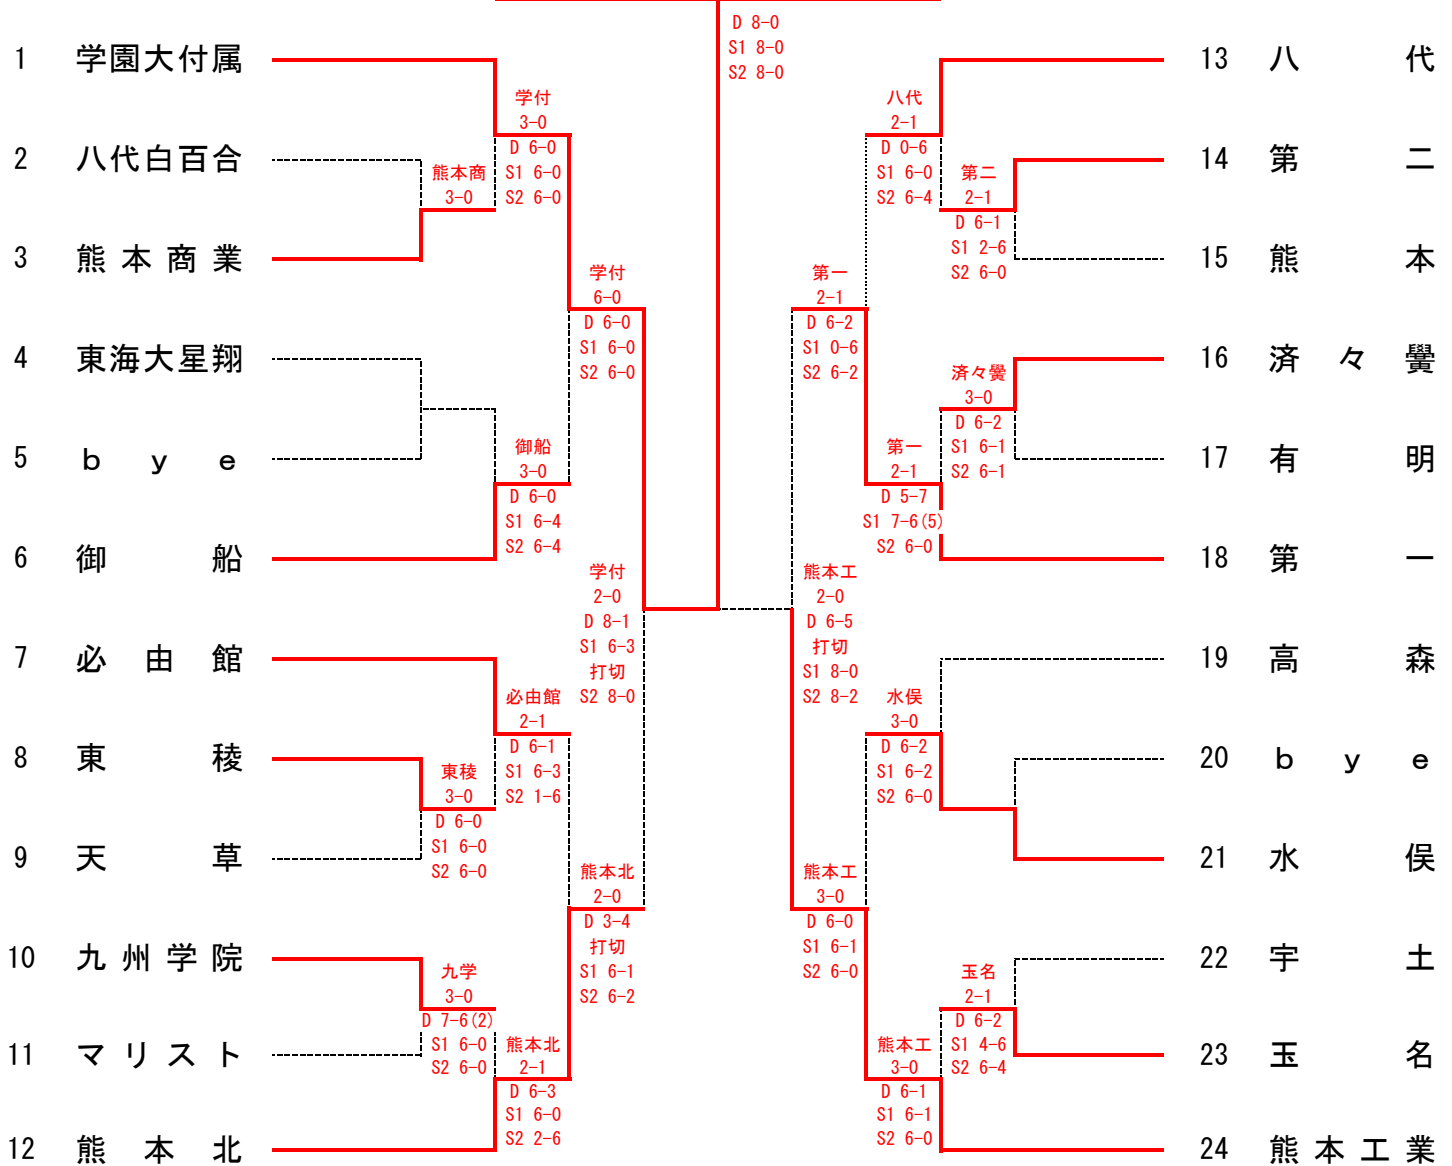 D 8-0
S1 8-0
S2 8-0
1 学園大付属
2 八代白百合
3 熊本商業
4 東海大星翔
5 bye
6 御船
7 必由館
8 東稜
9 天草
10 九州学院
11 マリスト
12 熊本北
熊本商
3-0
東稜
3-0
D 6-0
S1 6-0
S2 6-0
九学
3-0
D 7-6(2)
S1 6-0
S2 6-0
学付
3-0
D 6-0
S1 6-0
S2 6-0
御船
3-0
D 6-0
S1 6-4
S2 6-4
必由館
2-1
D 6-1
S1 6-3
S2 1-6
熊本北
2-1
D 6-3
S1 6-0
S2 2-6
学付
6-0
D 6-0
S1 6-0
S2 6-0
熊本北
2-0
D 3-4
打切
S1 6-1
S2 6-2
学付
2-0
D 8-1
S1 6-3
打切
S2 8-0
熊本工
2-0
D 6-5
打切
S1 8-0
S2 8-2
第一
2-1
D 6-2
S1 0-6
S2 6-2
熊本工
3-0
D 6-0
S1 6-1
S2 6-0
八代
2-1
D 0-6
S1 6-0
S2 6-4
第一
2-1
D 5-7
S1 7-6(5)
S2 6-0
水俣
3-0
D 6-2
S1 6-2
S2 6-0
熊本工
3-0
D 6-1
S1 6-1
S2 6-0
第二
2-1
D 6-1
S1 2-6
S2 6-0
済々黌
3-0
D 6-2
S1 6-1
S2 6-1
玉名
2-1
D 6-2
S1 4-6
S2 6-4
13 八代
14 第二
15 熊本
16 済々黌
17 有明
18 第一
19 高森
20 bye
21 水俣
22 宇土
23 玉名
24 熊本工業